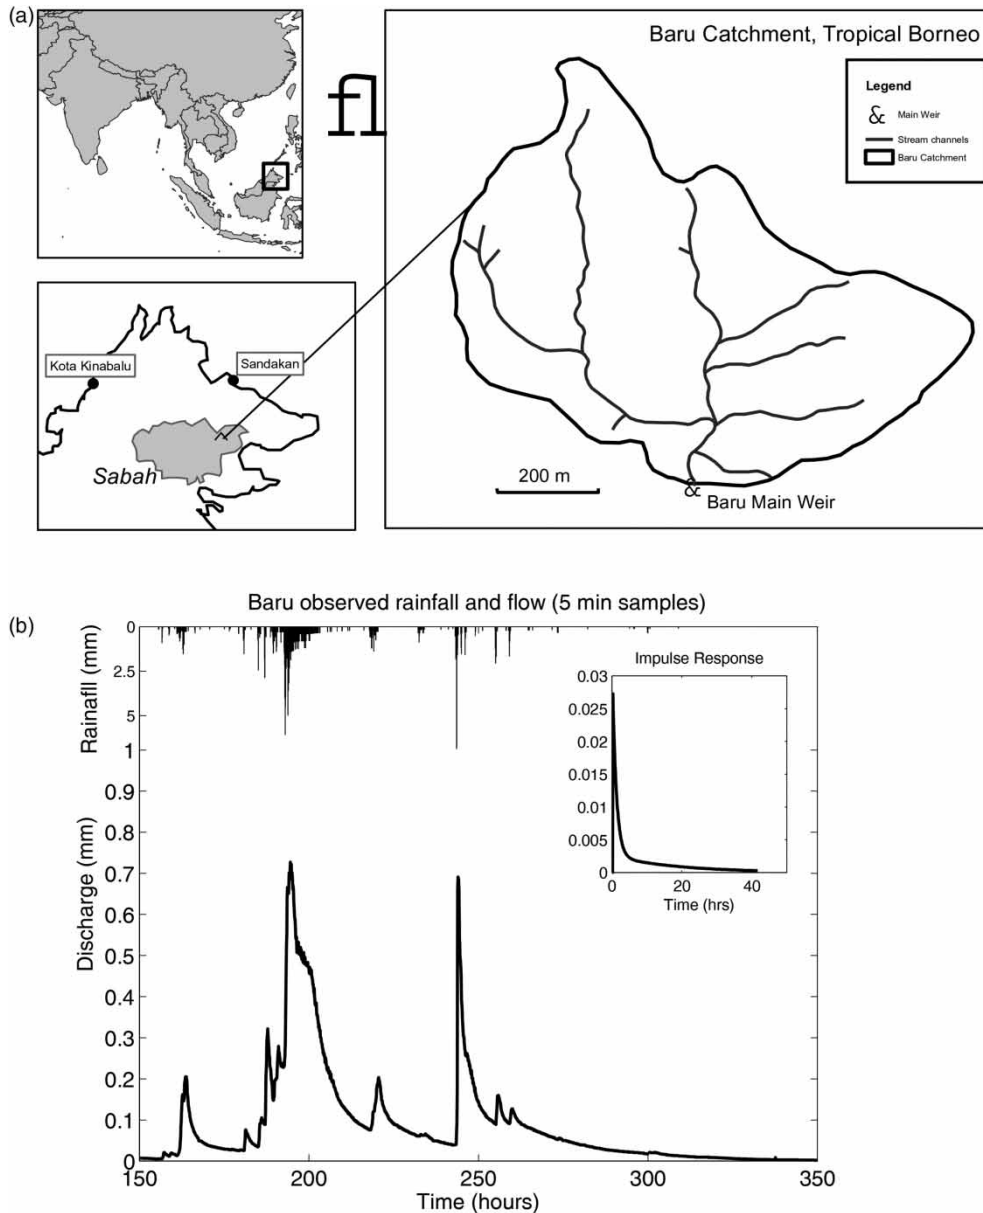 (a)
Baru Catchment, Tropical Borneo
fl
Legend
& Main Weir
Stream channels
Baru Catchment
Kota Kinabalu
Sandakan
Sabah
200 m
&
Baru Main Weir
Baru observed rainfall and flow (5 min samples)
(b)
Rainafll (mm)
0
2.5
5
1
Discharge (mm)
0.9
0.8
0.7
0.6
0.5
0.4
0.3
0.2
0.1
0
150 200 250 300 350
Time (hours)
Impulse Response
0.03
0.025
0.02
0.015
0.01
0.005
0
0 20 40
Time (hrs)